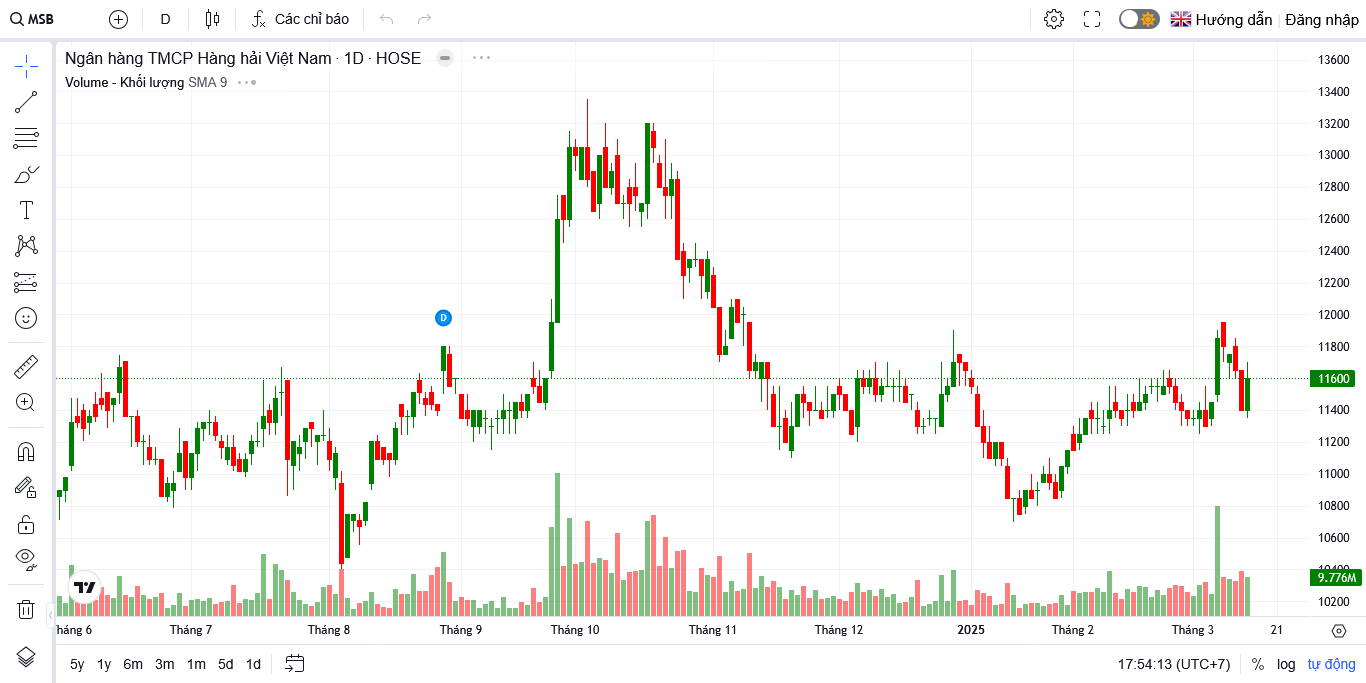 MSB D Các chỉ báo Hướng dẫn Đăng nhập
Ngân hàng TMCP Hàng hải Việt Nam · 1D · HOSE
Volume - Khối lượng SMA 9
D
13600
13400
13200
13000
12800
12600
12400
12200
12000
11800
11600
11400
11200
11000
10800
10600
10400
9.776M
10200
háng 6 Tháng 7 Tháng 8 Tháng 9 Tháng 10 Tháng 11 Tháng 12 2025 Tháng 2 Tháng 3 21
5y 1y 6m 3m 1m 5d 1d 17:54:13 (UTC+7) % log tự động